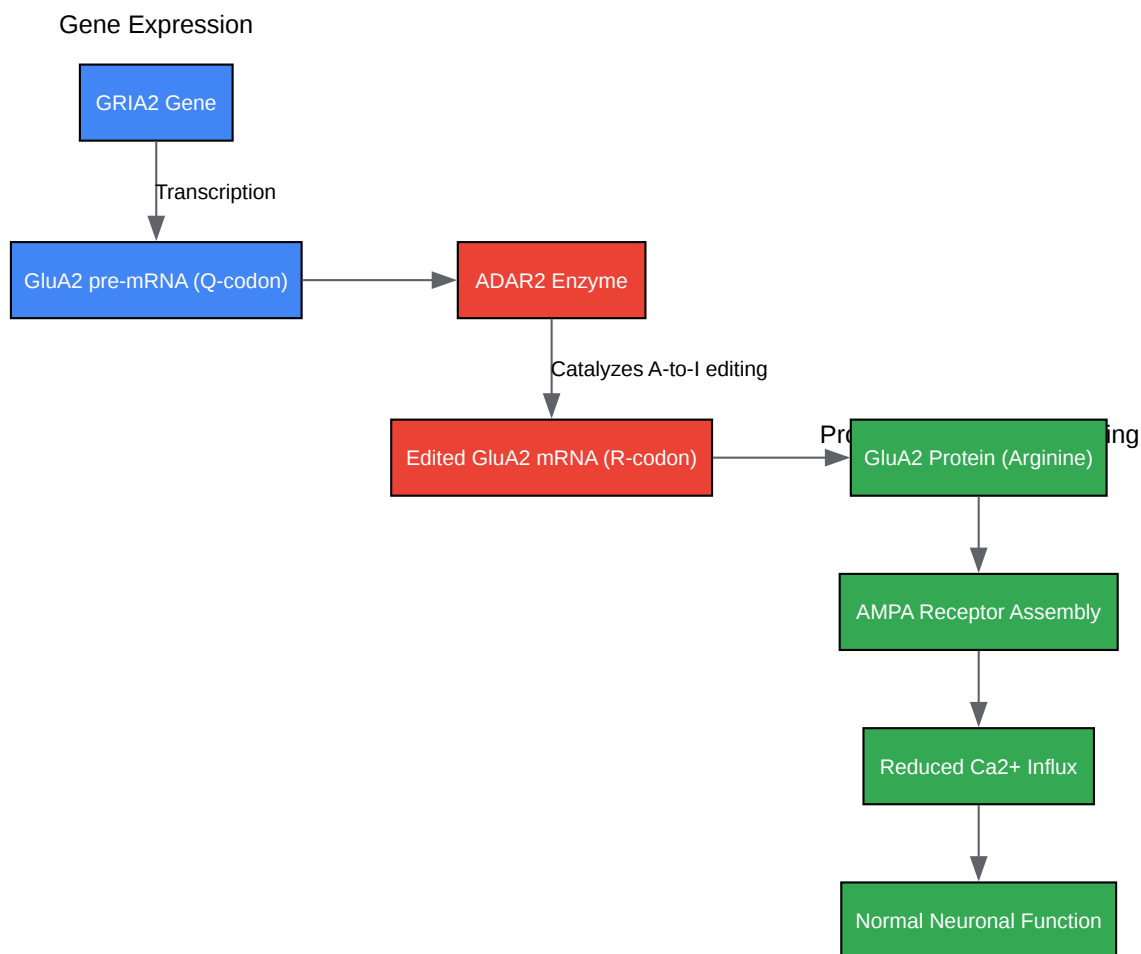 Gene Expression
GRIA2 Gene
Transcription
GluA2 pre-mRNA (Q-codon)
ADAR2 Enzyme
Catalyzes A-to-I editing
Edited GluA2 mRNA (R-codon)
GluA2 Protein (Arginine)
AMPA Receptor Assembly
Reduced Ca2+ Influx
Normal Neuronal Function